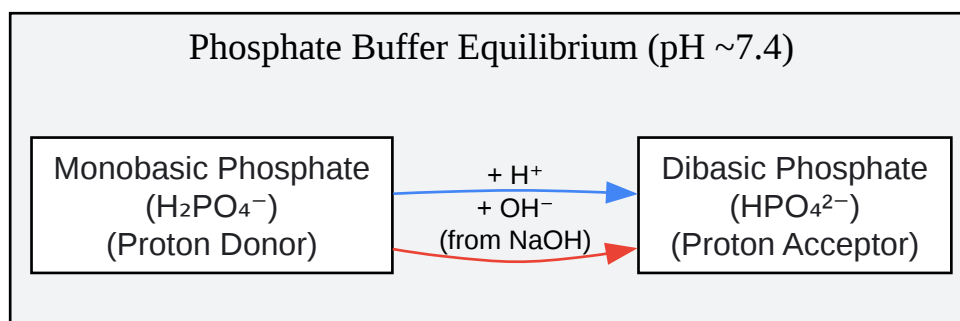 Phosphate Buffer Equilibrium (pH ~7.4)
Monobasic Phosphate
(H₂PO₄⁻)
(Proton Donor)
+ H⁺
+ OH⁻
(from NaOH)
Dibasic Phosphate
(HPO₄²⁻)
(Proton Acceptor)